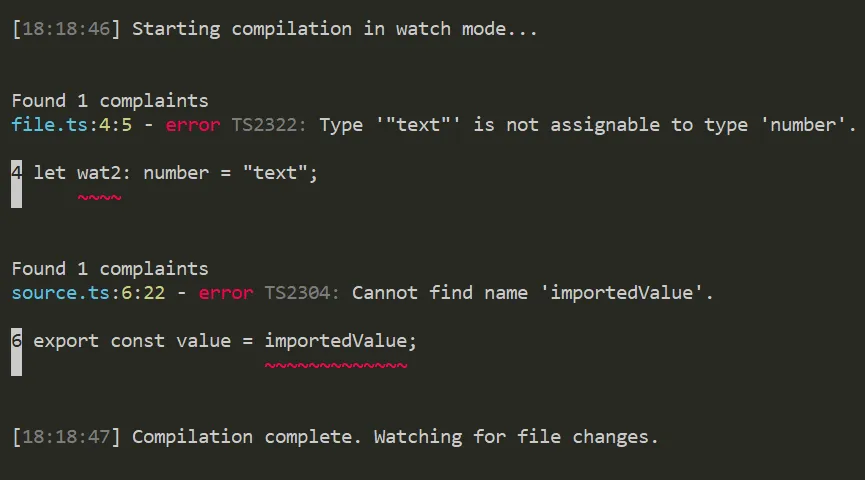 [18:18:46] Starting compilation in watch mode...
Found 1 complaints
file.ts:4:5 - error TS2322: Type '"text"' is not assignable to type 'number'.
4 let wat2: number = "text";
~~~~
Found 1 complaints
source.ts:6:22 - error TS2304: Cannot find name 'importedValue'.
6 export const value = importedValue;
~~~~~~~~~~~~~
[18:18:47] Compilation complete. Watching for file changes.